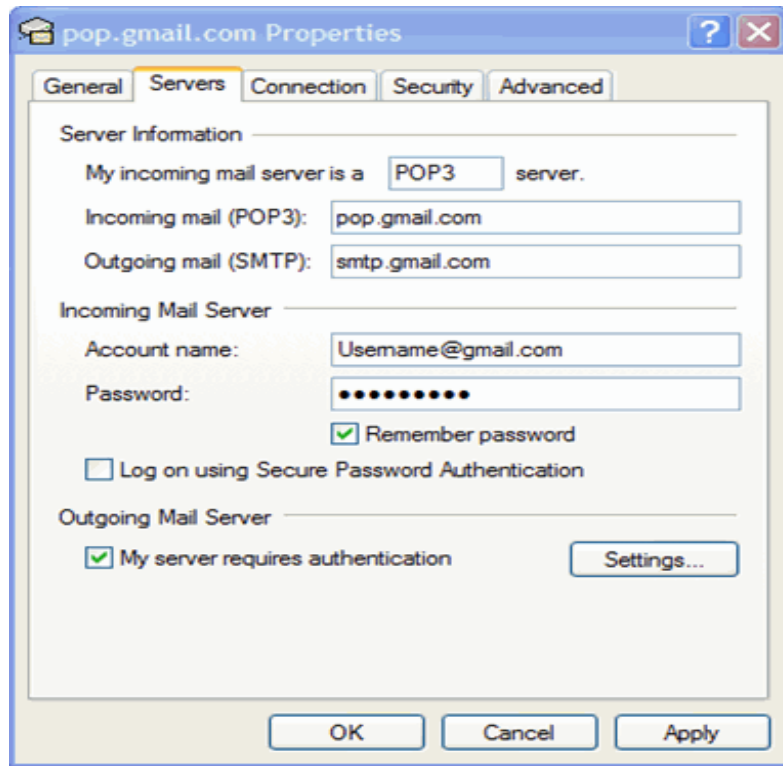 pop.gmail.com Properties
General Servers Connection Security Advanced
Server Information
My incoming mail server is a POP3 server.
Incoming mail (POP3): pop.gmail.com
Outgoing mail (SMTP): smtp.gmail.com
Incoming Mail Server
Account name: Username@gmail.com
Password: •••••••••
Remember password
Log on using Secure Password Authentication
Outgoing Mail Server
My server requires authentication Settings...
OK Cancel Apply